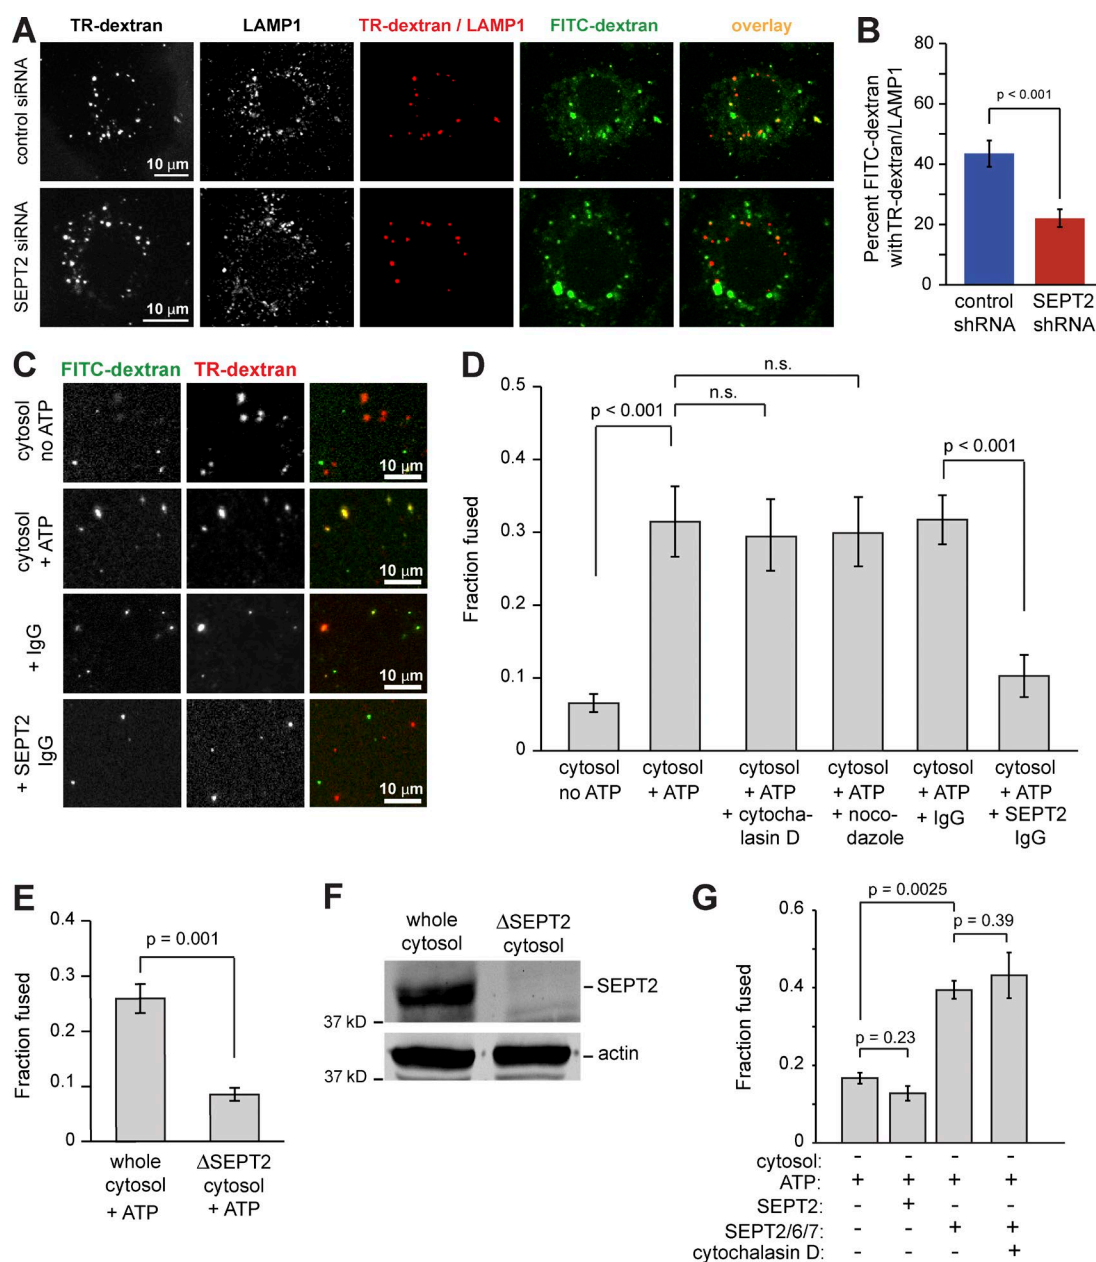 A
TR-dextran
LAMP1
TR-dextran / LAMP1
FITC-dextran
overlay
control siRNA
10 µm
SEPT2 siRNA
10 µm
B
Percent FITC-dextran
withTR-dextran/LAMP1
80
60
40
20
0
p < 0.001
control
shRNA
SEPT2
shRNA
C
FITC-dextran
TR-dextran
cytosol
no ATP
10 µm
cytosol
+ ATP
10 µm
+ IgG
10 µm
+ SEPT2
IgG
10 µm
D
Fraction fused
0.5
0.4
0.3
0.2
0.1
0
p < 0.001
n.s.
n.s.
p < 0.001
cytosol
no ATP
cytosol
+ ATP
cytosol
+ ATP
+ cytocha-
lasin D
cytosol
+ ATP
+ noco-
dazole
cytosol
+ ATP
+ IgG
cytosol
+ ATP
+ SEPT2
IgG
E
Fraction fused
0.4
0.3
0.2
0.1
0
p = 0.001
whole
cytosol
+ ATP
ΔSEPT2
cytosol
+ ATP
F
whole
cytosol
ΔSEPT2
cytosol
SEPT2
37 kD
actin
37 kD
G
Fraction fused
0.6
0.4
0.2
0
p = 0.0025
p = 0.39
p = 0.23
cytosol: - - - -
ATP: + + + +
SEPT2: - + - -
SEPT2/6/7: - - + +
cytochalasin D: - - - +